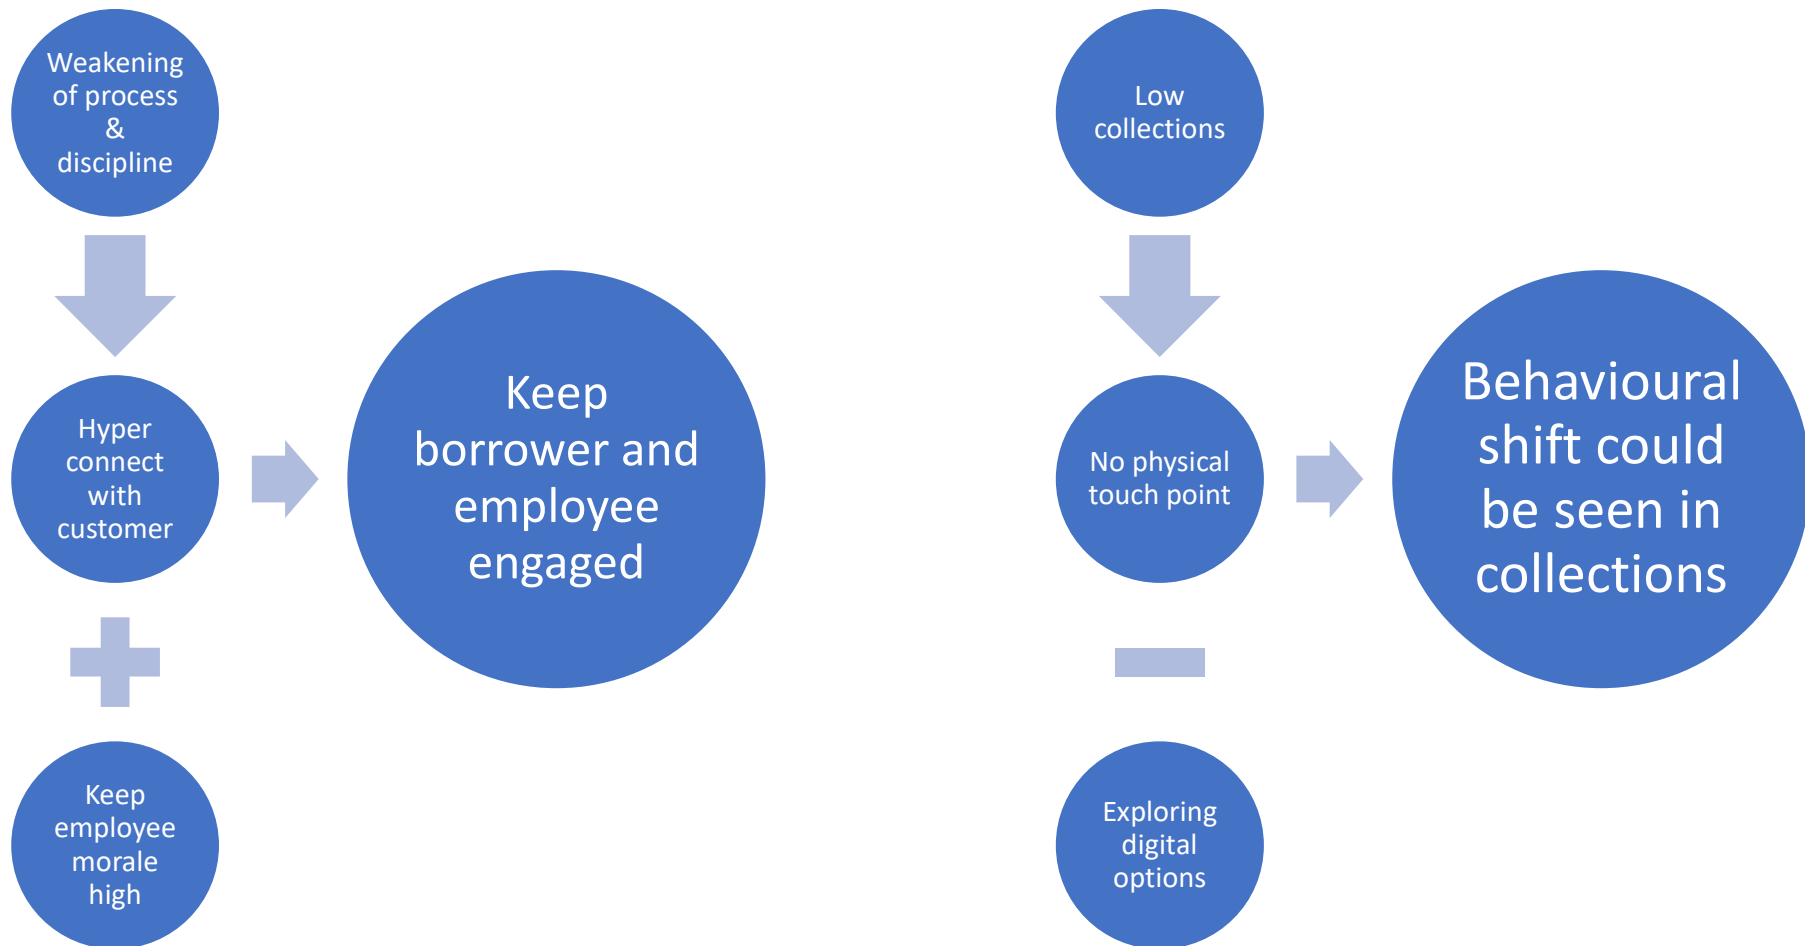 Weakening
of process
&
discipline
Hyper
connect
with
customer
Keep
employee
morale
high
Keep
borrower and
employee
engaged
Low
collections
No physical
touch point
Exploring
digital
options
Behavioural
shift could
be seen in
collections